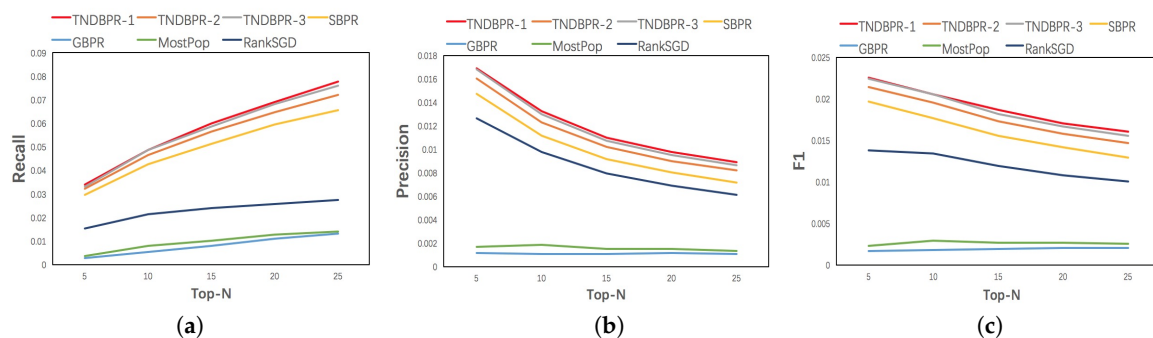 TNDBPR-1 TNDBPR-2 TNDBPR-3 SBPR
GBPR MostPop RankSGD
0.09
0.08
0.07
0.06
0.05
0.04
0.03
0.02
0.01
0
Recall
5 10 15 20 25
Top-N
(a)
TNDBPR-1 TNDBPR-2 TNDBPR-3 SBPR
GBPR MostPop RankSGD
0.018
0.016
0.014
0.012
0.01
0.008
0.006
0.004
0.002
0
Precision
5 10 15 20 25
Top-N
(b)
TNDBPR-1 TNDBPR-2 TNDBPR-3 SBPR
GBPR MostPop RankSGD
0.025
0.02
0.015
0.01
0.005
0
F1
5 10 15 20 25
Top-N
(c)